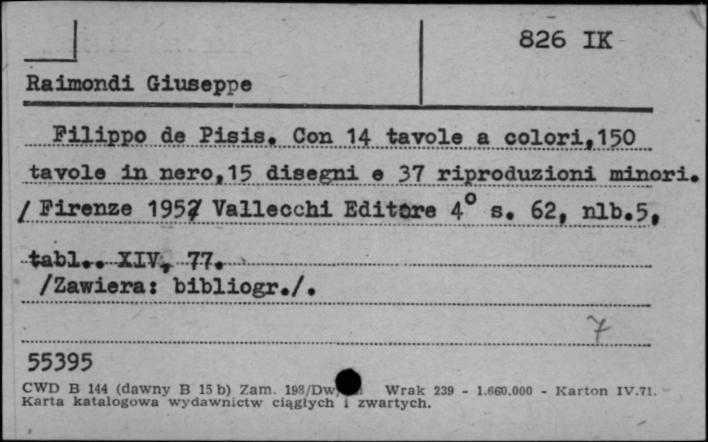 826 IK
Raimondi Giuseppe
Filippo de Pisis. Con 14 tavole a colori,150
tavole in nero,15 disegni e 37 riproduzioni minori.
/ Firenze 1952 Vallecchi Editore 4° s. 62, nlb.5,
tabl.. XIV, 77.
/Zawiera: bibliogr./.
7
55395
CWD B 144 (dawny B 15 b) Zam. 198/Dw Wrak 239 - 1.660.000 - Karton IV.71.
Karta katalogowa wydawnictw ciągłych i zwartych.